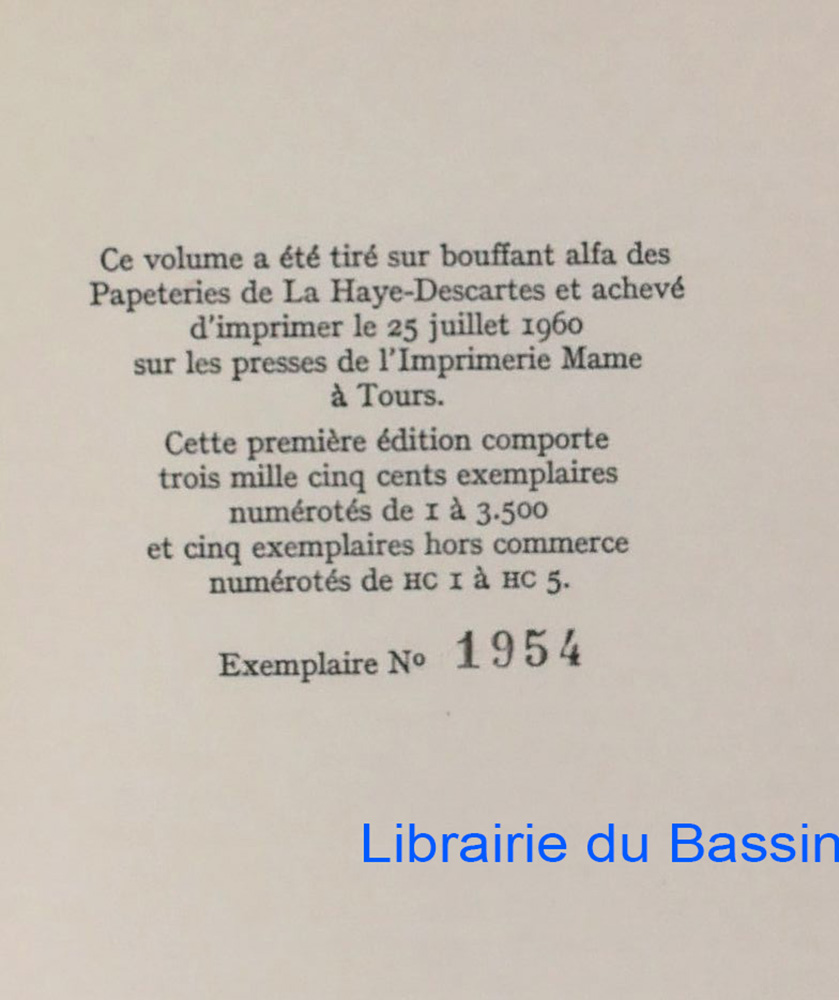 Ce volume a été tiré sur bouffant alfa des
Papeteries de La Haye-Descartes et achevé
d'imprimer le 25 juillet 1960
sur les presses de l'Imprimerie Mame
à Tours.
Cette première édition comporte
trois mille cinq cents exemplaires
numérotés de 1 à 3.500
et cinq exemplaires hors commerce
numérotés de HC 1 à HC 5.
Exemplaire Nº 1954
Librairie du Bassin